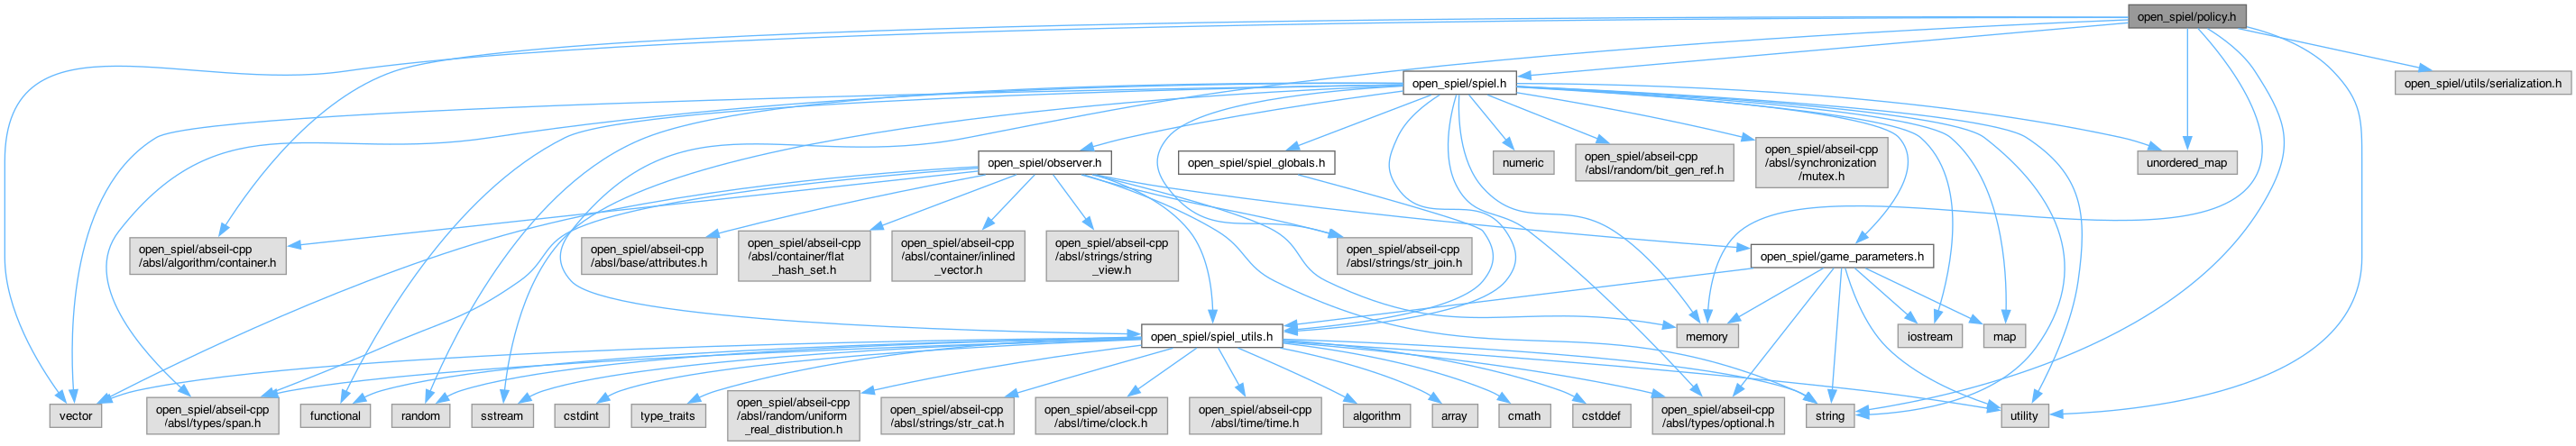 open_spiel/policy.h
open_spiel/spiel.h
open_spiel/utils/serialization.h
open_spiel/observer.h
open_spiel/spiel_globals.h
numeric
open_spiel/abseil-cpp
/absl/random/bit_gen_ref.h
open_spiel/abseil-cpp
/absl/synchronization
/mutex.h
unordered_map
open_spiel/abseil-cpp
/absl/algorithm/container.h
open_spiel/abseil-cpp
/absl/base/attributes.h
open_spiel/abseil-cpp
/absl/container/flat
_hash_set.h
open_spiel/abseil-cpp
/absl/container/inlined
_vector.h
open_spiel/abseil-cpp
/absl/strings/string
_view.h
open_spiel/abseil-cpp
/absl/strings/str_join.h
open_spiel/game_parameters.h
open_spiel/spiel_utils.h
memory
iostream
map
vector
open_spiel/abseil-cpp
/absl/types/span.h
functional
random
sstream
cstdint
type_traits
open_spiel/abseil-cpp
/absl/random/uniform
_real_distribution.h
open_spiel/abseil-cpp
/absl/strings/str_cat.h
open_spiel/abseil-cpp
/absl/time/clock.h
open_spiel/abseil-cpp
/absl/time/time.h
algorithm
array
cmath
cstddef
open_spiel/abseil-cpp
/absl/types/optional.h
string
utility